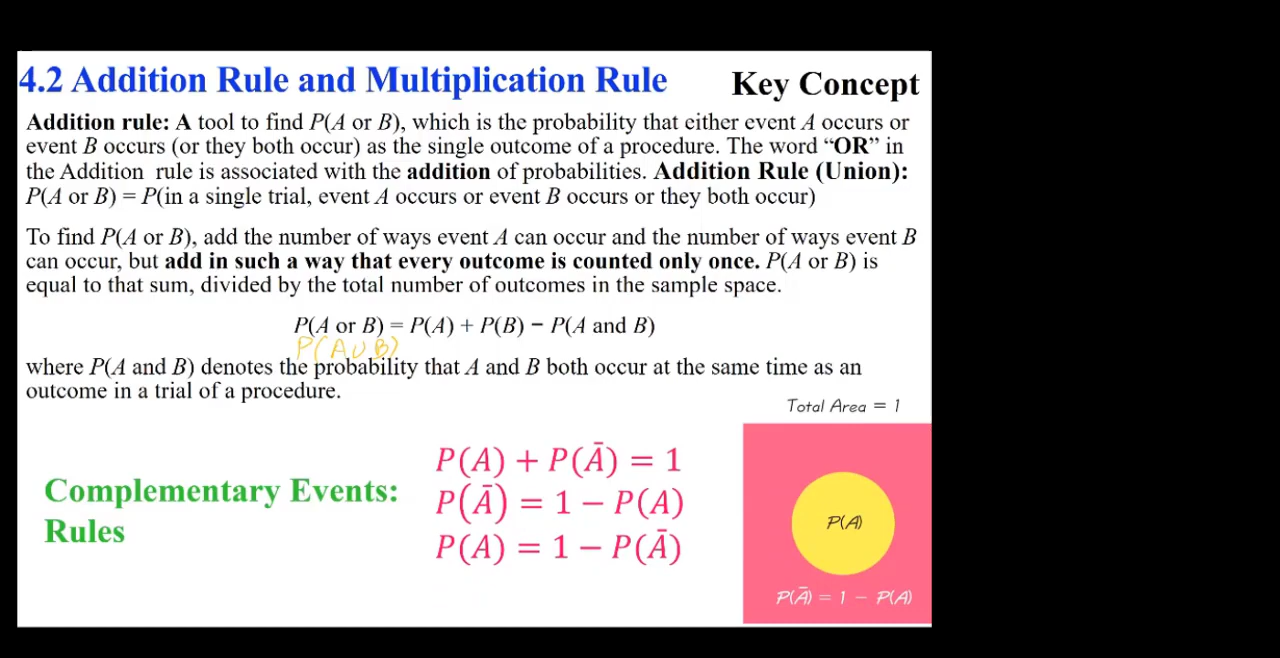 4.2 Addition Rule and Multiplication Rule
Key Concept
Addition rule: A tool to find P(A or B), which is the probability that either event A occurs or
event B occurs (or they both occur) as the single outcome of a procedure. The word “OR” in
the Addition rule is associated with the addition of probabilities. Addition Rule (Union):
P(A or B) = P(in a single trial, event A occurs or event B occurs or they both occur)
To find P(A or B), add the number of ways event A can occur and the number of ways event B
can occur, but add in such a way that every outcome is counted only once. P(A or B) is
equal to that sum, divided by the total number of outcomes in the sample space.
P(A or B) = P(A) + P(B) − P(A and B)
P(A∪B)
where P(A and B) denotes the probability that A and B both occur at the same time as an
outcome in a trial of a procedure.
Complementary Events:
Rules
P(A) + P(Ā) = 1
P(Ā) = 1 − P(A)
P(A) = 1 − P(Ā)
Total Area = 1
P(A)
P(Ā) = 1 − P(A)